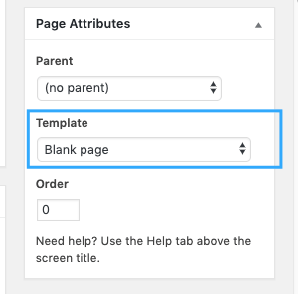 Page Attributes
Parent
(no parent)
Template
Blank page
Order
0
Need help? Use the Help tab above the
screen title.